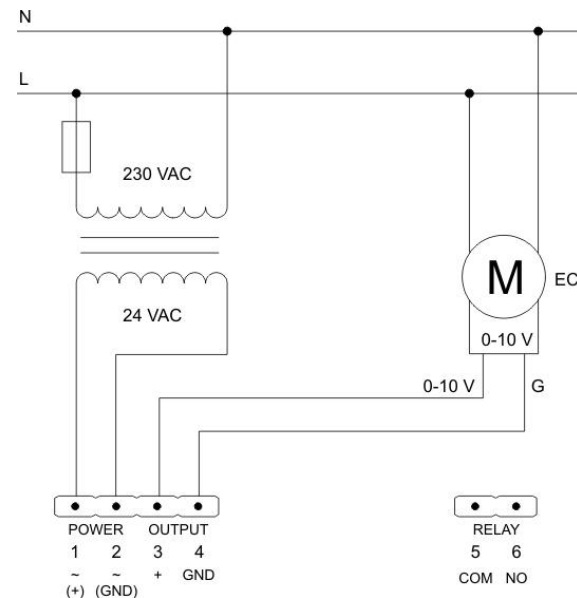 N
L
230 VAC
M
EC
24 VAC
0-10 V
0-10 V G
POWER OUTPUT RELAY
1 2 3 4 5 6
~ ~ + GND COM NO
(+) (GND)